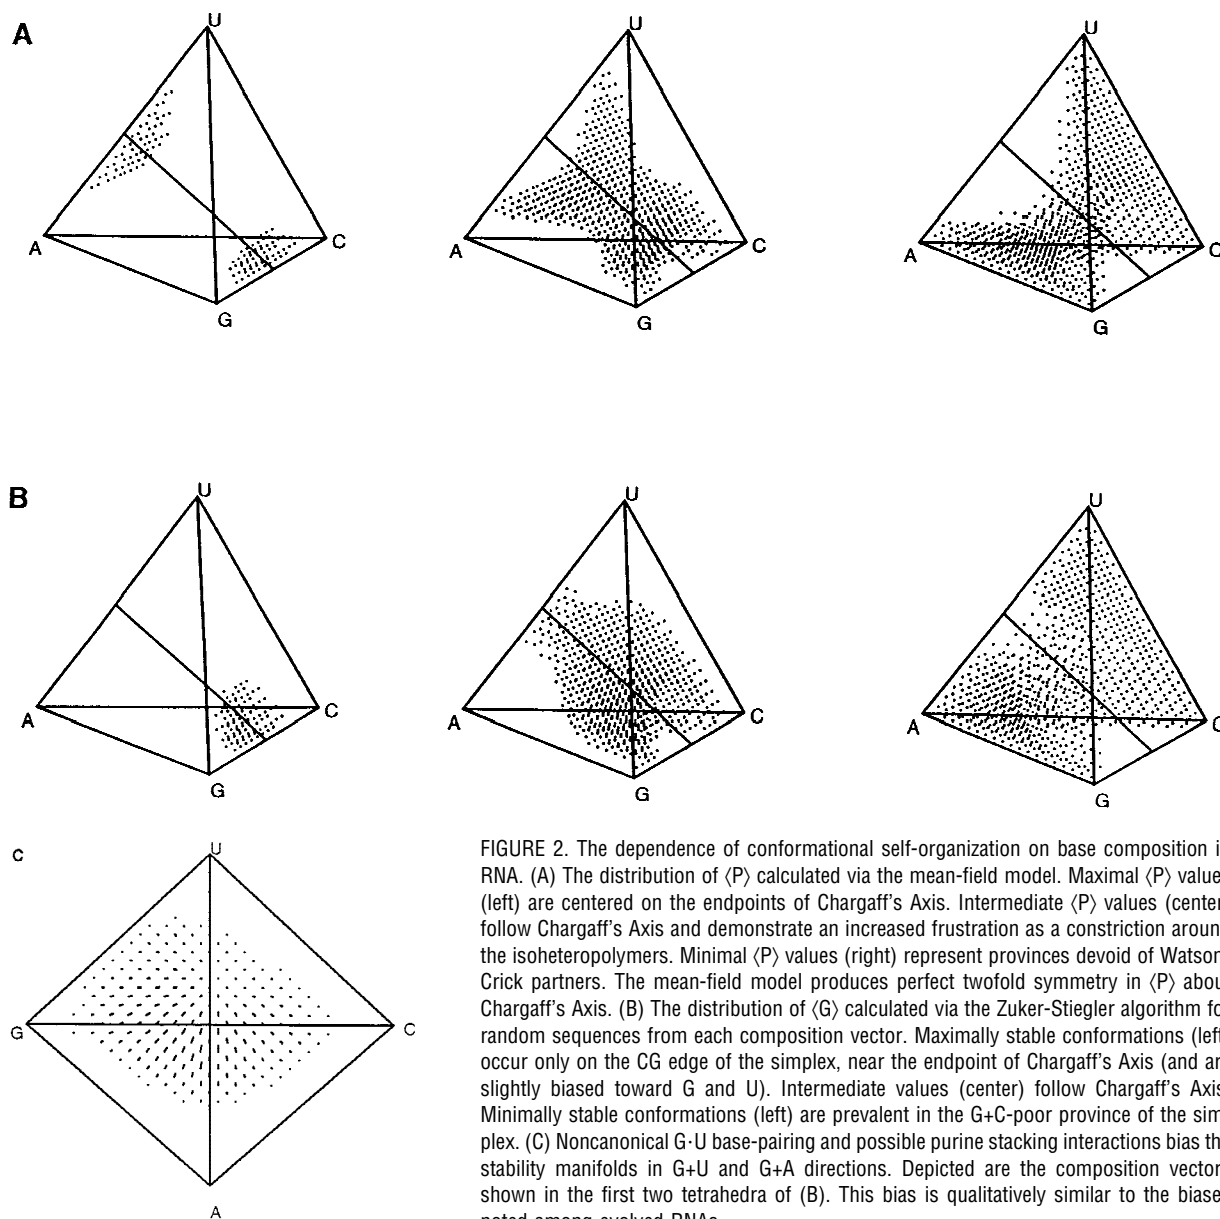 A
U
A
C
G
U
A
C
G
U
A
C
G
B
U
A
C
G
U
A
C
G
U
A
C
G
C
U
G
C
A
FIGURE 2. The dependence of conformational self-organization on base composition i
RNA. (A) The distribution of ⟨P⟩ calculated via the mean-field model. Maximal ⟨P⟩ value
(left) are centered on the endpoints of Chargaff's Axis. Intermediate ⟨P⟩ values (center
follow Chargaff's Axis and demonstrate an increased frustration as a constriction aroun
the isoheteropolymers. Minimal ⟨P⟩ values (right) represent provinces devoid of Watson
Crick partners. The mean-field model produces perfect twofold symmetry in ⟨P⟩ abou
Chargaff's Axis. (B) The distribution of ⟨G⟩ calculated via the Zuker-Stiegler algorithm fo
random sequences from each composition vector. Maximally stable conformations (left
occur only on the CG edge of the simplex, near the endpoint of Chargaff's Axis (and ar
slightly biased toward G and U). Intermediate values (center) follow Chargaff's Axis
Minimally stable conformations (left) are prevalent in the G+C-poor province of the sim
plex. (C) Noncanonical G·U base-pairing and possible purine stacking interactions bias th
stability manifolds in G+U and G+A directions. Depicted are the composition vector
shown in the first two tetrahedra of (B). This bias is qualitatively similar to the biase
noted among evolved RNAs